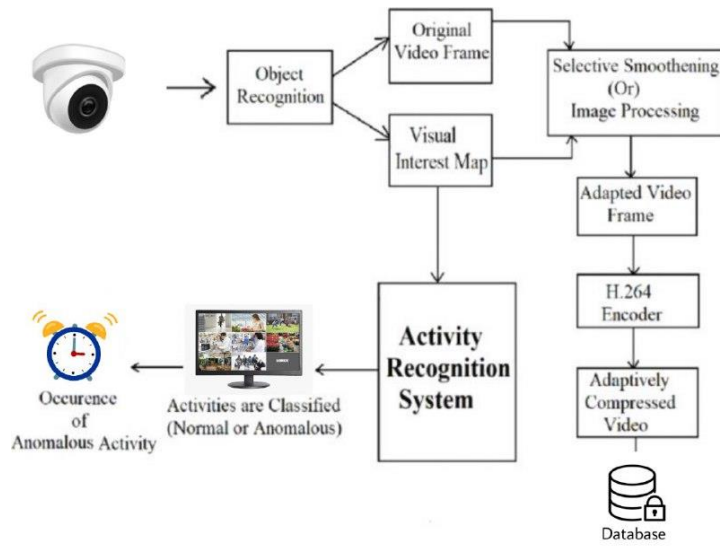 Original
Video Frame
Object
Recognition
Selective Smoothening
(Or)
Image Processing
Visual
Interest Map
Adapted Video
Frame
H.264
Encoder
Activity
Recognition
System
Occurence
of
Anomalous Activity
Activities are Classified
(Normal or Anomalous)
Adaptively
Compressed
Video
Database